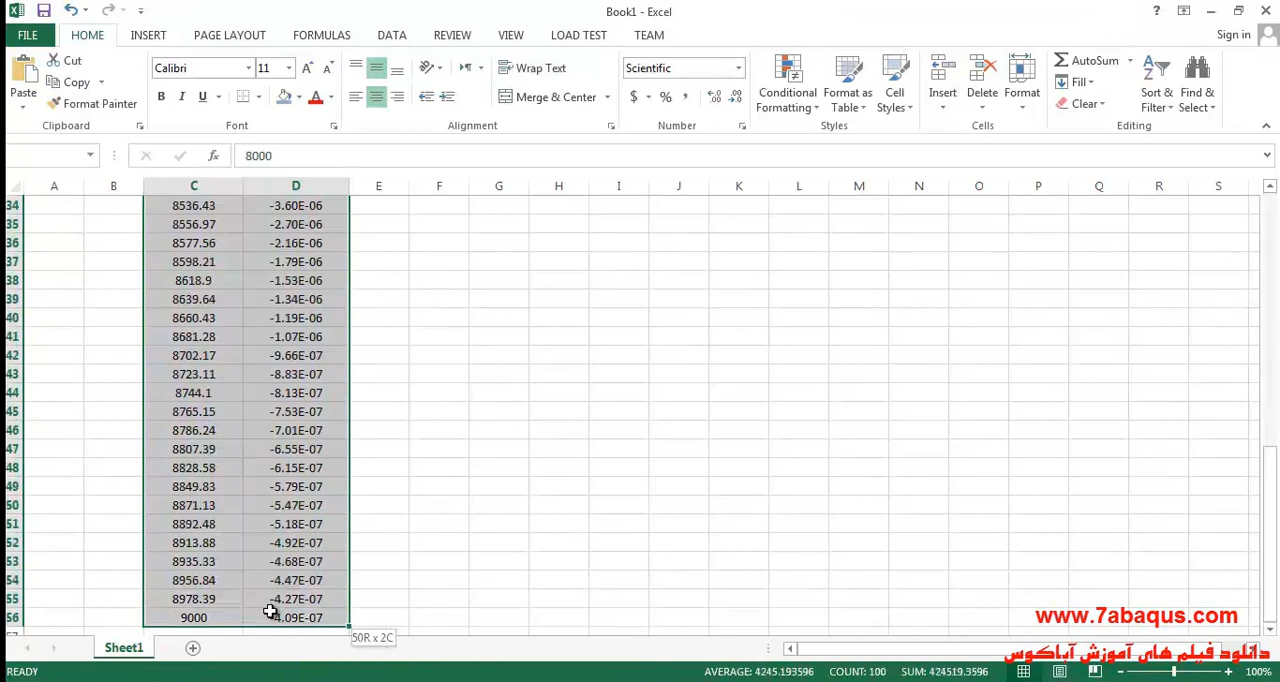 Book1 - Excel
?
FILE HOME INSERT PAGE LAYOUT FORMULAS DATA REVIEW VIEW LOAD TEST TEAM Sign in
Paste Cut Copy Format Painter
Clipboard
Calibri 11
B I U
Font
Wrap Text
Merge & Center
Alignment
Scientific
$ % ,
Number
Conditional Formatting
Format as Table
Cell Styles
Styles
Insert Delete Format
Cells
AutoSum
Fill
Clear
Sort & Filter
Find & Select
Editing
fx 8000
A B C D E F G H I J K L M N O P Q R S
34 8536.43 -3.60E-06
35 8556.97 -2.70E-06
36 8577.56 -2.16E-06
37 8598.21 -1.79E-06
38 8618.9 -1.53E-06
39 8639.64 -1.34E-06
40 8660.43 -1.19E-06
41 8681.28 -1.07E-06
42 8702.17 -9.66E-07
43 8723.11 -8.83E-07
44 8744.1 -8.13E-07
45 8765.15 -7.53E-07
46 8786.24 -7.01E-07
47 8807.39 -6.55E-07
48 8828.58 -6.15E-07
49 8849.83 -5.79E-07
50 8871.13 -5.47E-07
51 8892.48 -5.18E-07
52 8913.88 -4.92E-07
53 8935.33 -4.68E-07
54 8956.84 -4.47E-07
55 8978.39 -4.27E-07
56 9000 -4.09E-07
50R x 2C
www.7abaqus.com
Sheet1
دانلود فیلم های آموزش آباکوس
READY AVERAGE: 4245.193596 COUNT: 100 SUM: 424519.3596 100%